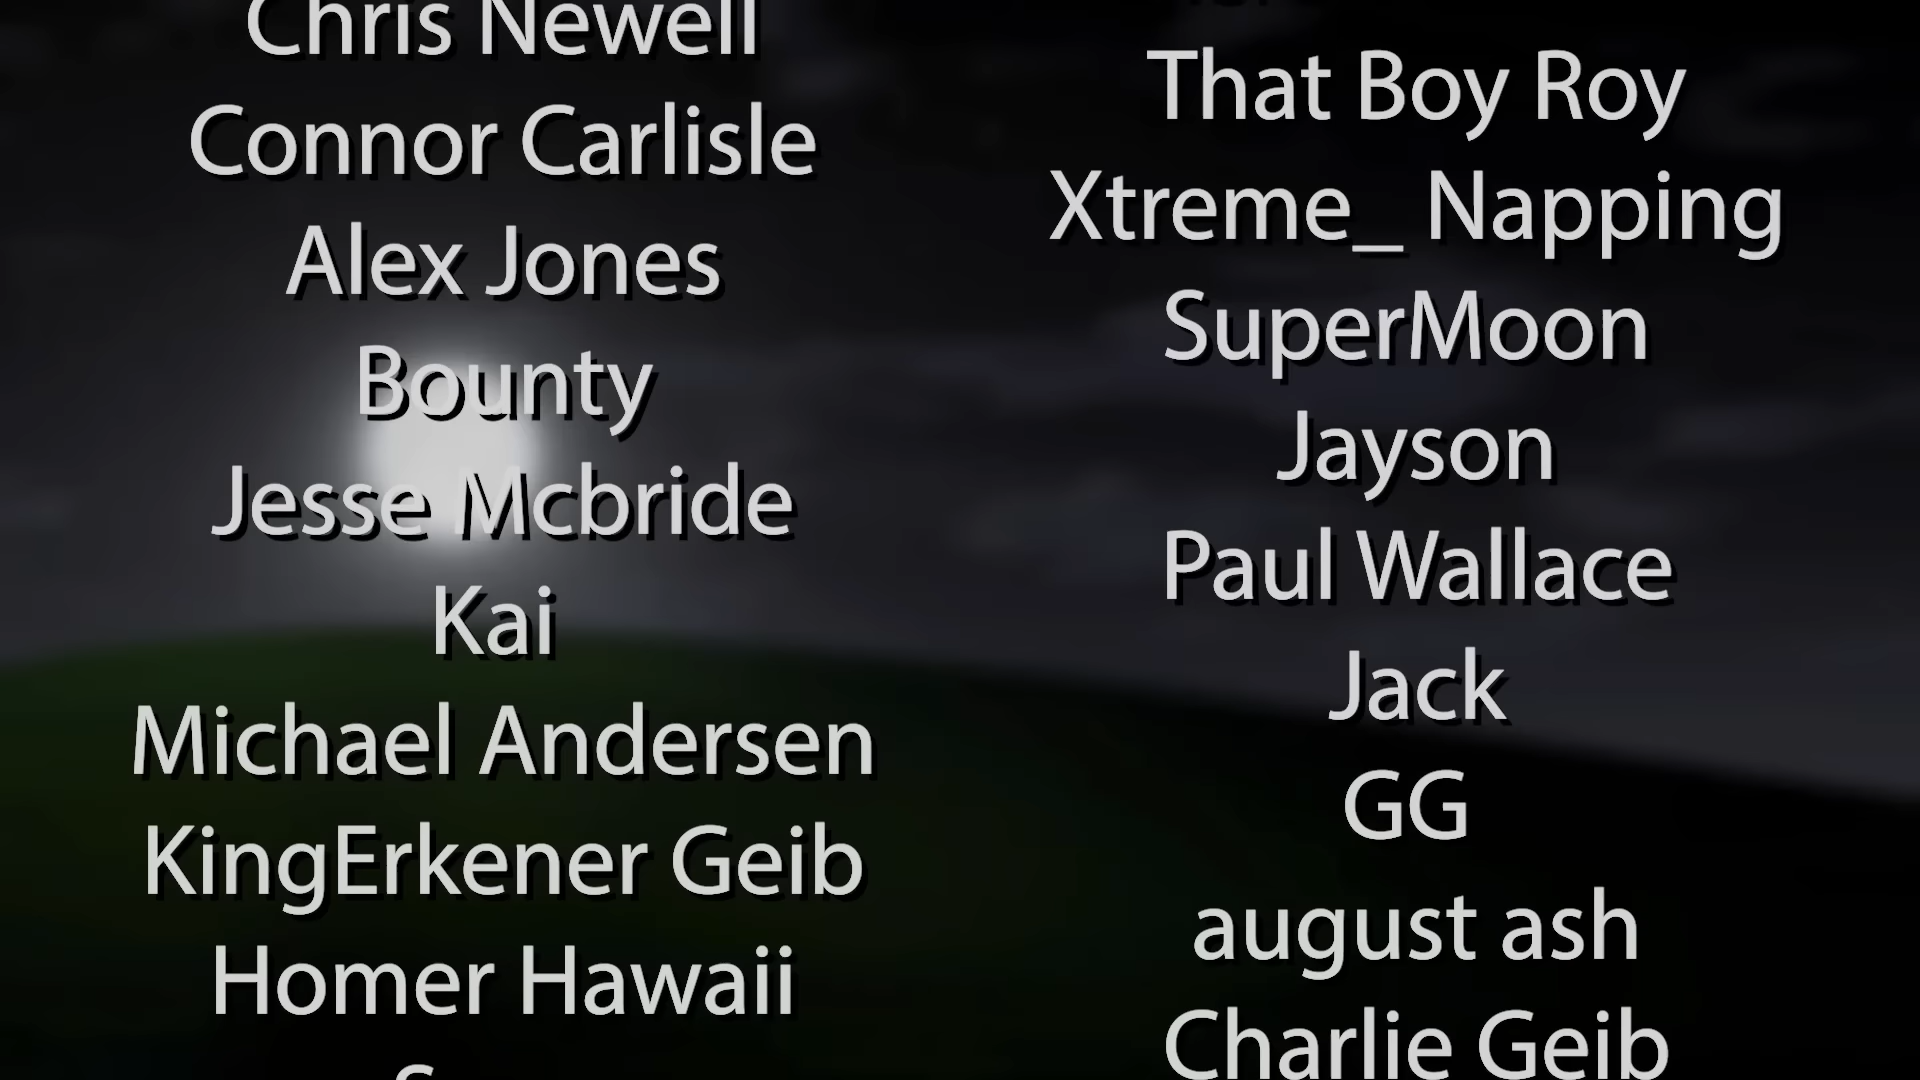 Chris Newell
Connor Carlisle
Alex Jones
Bounty
Jesse Mcbride
Kai
Michael Andersen
KingErkener Geib
Homer Hawaii
That Boy Roy
Xtreme_ Napping
SuperMoon
Jayson
Paul Wallace
Jack
GG
august ash
Charlie Geib